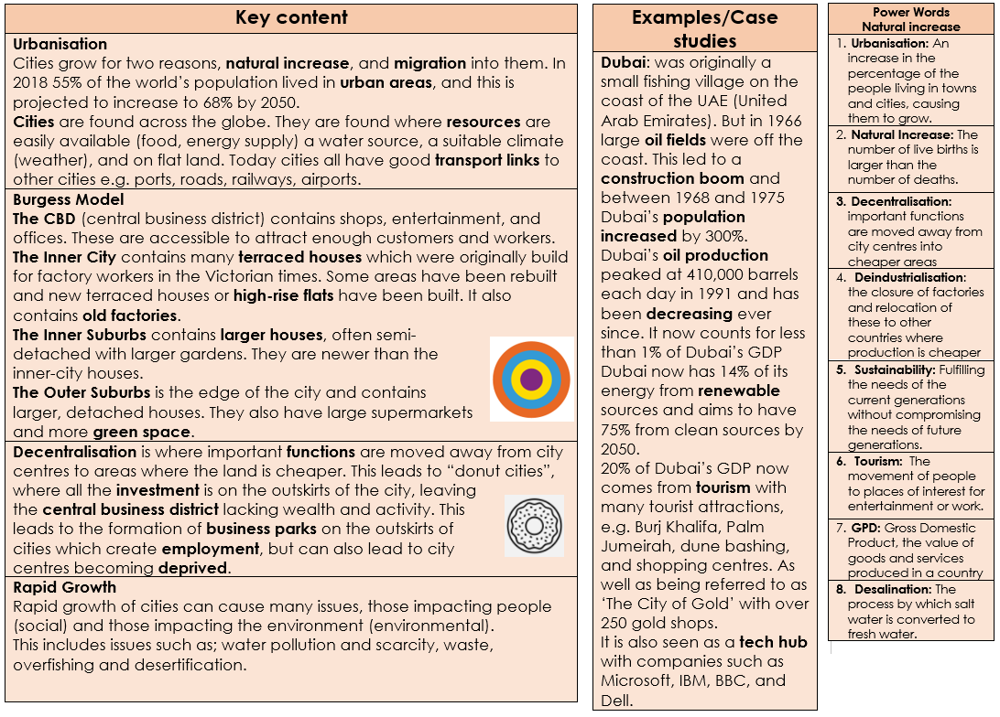 Key content
Urbanisation
Cities grow for two reasons, natural increase, and migration into them. In
2018 55% of the world's population lived in urban areas, and this is
projected to increase to 68% by 2050.
Cities are found across the globe. They are found where resources are
easily available (food, energy supply) a water source, a suitable climate
(weather), and on flat land. Today cities all have good transport links to
other cities e.g. ports, roads, railways, airports.
Burgess Model
The CBD (central business district) contains shops, entertainment, and
offices. These are accessible to attract enough customers and workers.
The Inner City contains many terraced houses which were originally build
for factory workers in the Victorian times. Some areas have been rebuilt
and new terraced houses or high-rise flats have been built. It also
contains old factories.
The Inner Suburbs contains larger houses, often semi-
detached with larger gardens. They are newer than the
inner-city houses.
The Outer Suburbs is the edge of the city and contains
larger, detached houses. They also have large supermarkets
and more green space.
Decentralisation is where important functions are moved away from city
centres to areas where the land is cheaper. This leads to “donut cities”,
where all the investment is on the outskirts of the city, leaving
the central business district lacking wealth and activity. This
leads to the formation of business parks on the outskirts of
cities which create employment, but can also lead to city
centres becoming deprived.
Rapid Growth
Rapid growth of cities can cause many issues, those impacting people
(social) and those impacting the environment (environmental).
This includes issues such as; water pollution and scarcity, waste,
overfishing and desertification.
Examples/Case
studies
Dubai: was originally a
small fishing village on the
coast of the UAE (United
Arab Emirates). But in 1966
large oil fields were off the
coast. This led to a
construction boom and
between 1968 and 1975
Dubai's population
increased by 300%.
Dubai's oil production
peaked at 410,000 barrels
each day in 1991 and has
been decreasing ever
since. It now counts for less
than 1% of Dubai's GDP
Dubai now has 14% of its
energy from renewable
sources and aims to have
75% from clean sources by
2050.
20% of Dubai's GDP now
comes from tourism with
many tourist attractions,
e.g. Burj Khalifa, Palm
Jumeirah, dune bashing,
and shopping centres. As
well as being referred to as
‘The City of Gold’ with over
250 gold shops.
It is also seen as a tech hub
with companies such as
Microsoft, IBM, BBC, and
Dell.
Power Words
Natural increase
1. Urbanisation: An
increase in the
percentage of the
people living in towns
and cities, causing
them to grow.
2. Natural Increase: The
number of live births is
larger than the
number of deaths.
3. Decentralisation:
important functions
are moved away from
city centres into
cheaper areas
4. Deindustrialisation:
the closure of factories
and relocation of
these to other
countries where
production is cheaper
5. Sustainability: Fulfilling
the needs of the
current generations
without compromising
the needs of future
generations.
6. Tourism: The
movement of people
to places of interest for
entertainment or work.
7. GPD: Gross Domestic
Product, the value of
goods and services
produced in a country
8. Desalination: The
process by which salt
water is converted to
fresh water.